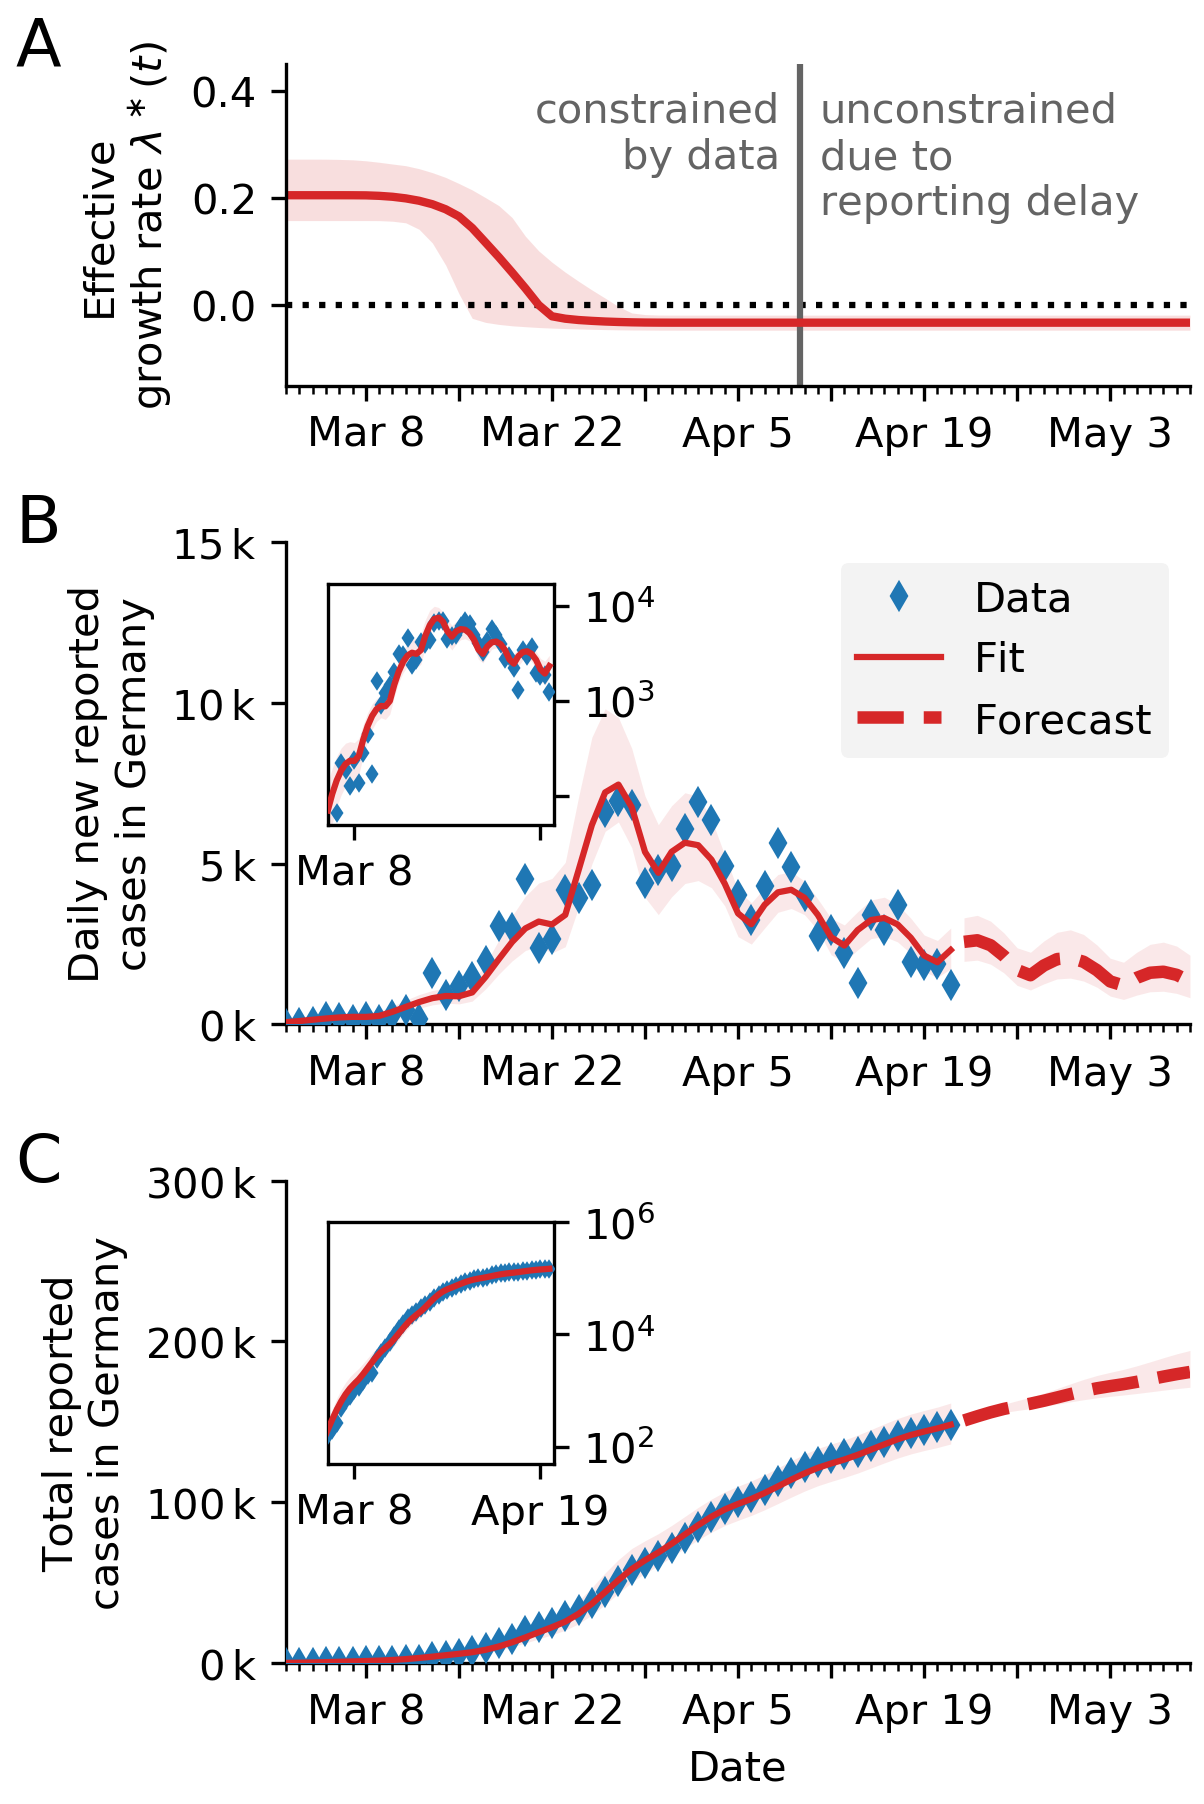 A
Effective
growth rate λ * (t)
0.4
0.2
0.0
constrained
by data
unconstrained
due to
reporting delay
Mar 8
Mar 22
Apr 5
Apr 19
May 3
B
Daily new reported
cases in Germany
15 k
10 k
5 k
0 k
10⁴
10³
Mar 8
Data
Fit
Forecast
Mar 8
Mar 22
Apr 5
Apr 19
May 3
C
Total reported
cases in Germany
300 k
200 k
100 k
0 k
10⁶
10⁴
10²
Mar 8
Apr 19
Mar 8
Mar 22
Apr 5
Apr 19
May 3
Date